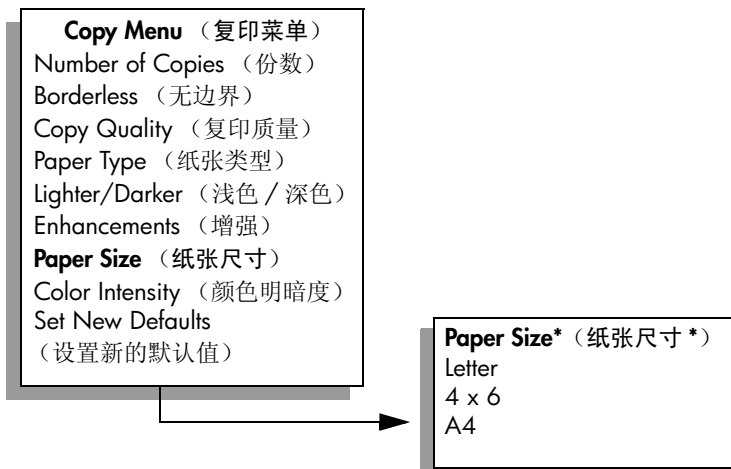 Copy Menu （复印菜单）
Number of Copies （份数）
Borderless （无边界）
Copy Quality （复印质量）
Paper Type （纸张类型）
Lighter/Darker （浅色 / 深色）
Enhancements （增强）
Paper Size （纸张尺寸）
Color Intensity （颜色明暗度）
Set New Defaults
（设置新的默认值）
Paper Size*（纸张尺寸 *）
Letter
4 x 6
A4